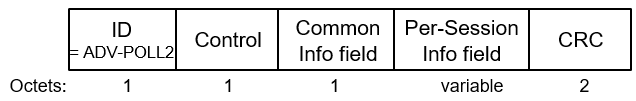 ID
= ADV-POLL2
Control
Common
Info field
Per-Session
Info field
CRC
Octets: 1 1 1 variable 2